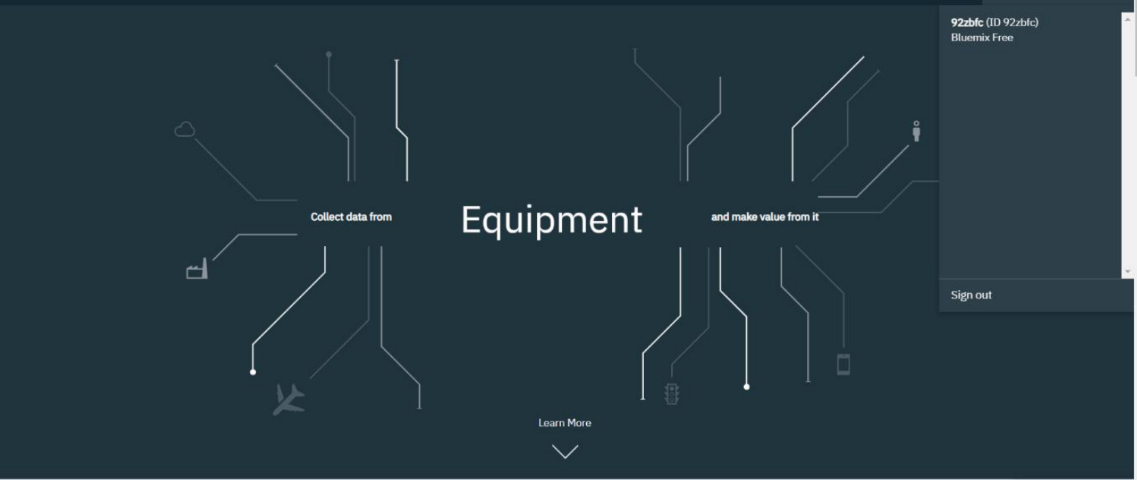 92zbfc (ID 92zbfc)
Bluemix Free
Collect data from
Equipment
and make value from it
Sign out
Learn More